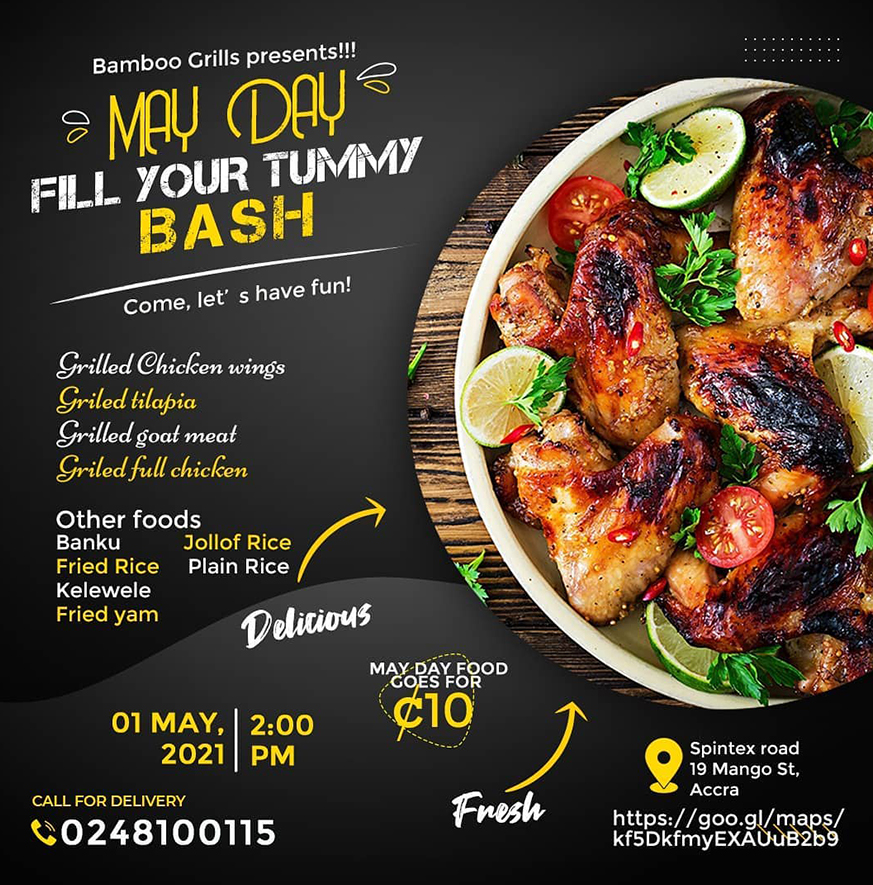 Bamboo Grills presents!!!
MAY DAY
FILL YOUR TUMMY
BASH
Come, let' s have fun!
Grilled Chicken wings
Griled tilapia
Grilled goat meat
Griled full chicken
Other foods
Banku Jollof Rice
Fried Rice Plain Rice
Kelewele
Fried yam
Delicious
MAY DAY FOOD
GOES FOR
₵10
01 MAY, 2:00
2021 PM
Spintex road
19 Mango St,
Accra
CALL FOR DELIVERY
0248100115
Fresh
https://goo.gl/maps/
kf5DkfmyEXAUuB2b9